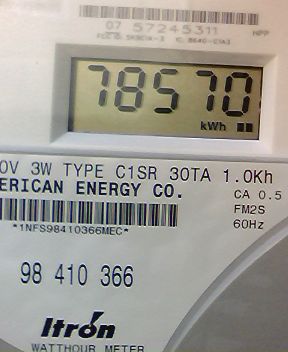 07 57245311
NPP
78570
kWh
0V 3W TYPE C1SR 30TA 1.0Kh
ERICAN ENERGY CO.
CA 0.5
FM2S
*1NFS98410366MEC*
60Hz
98 410 366
Itron
WATTHOUR METER